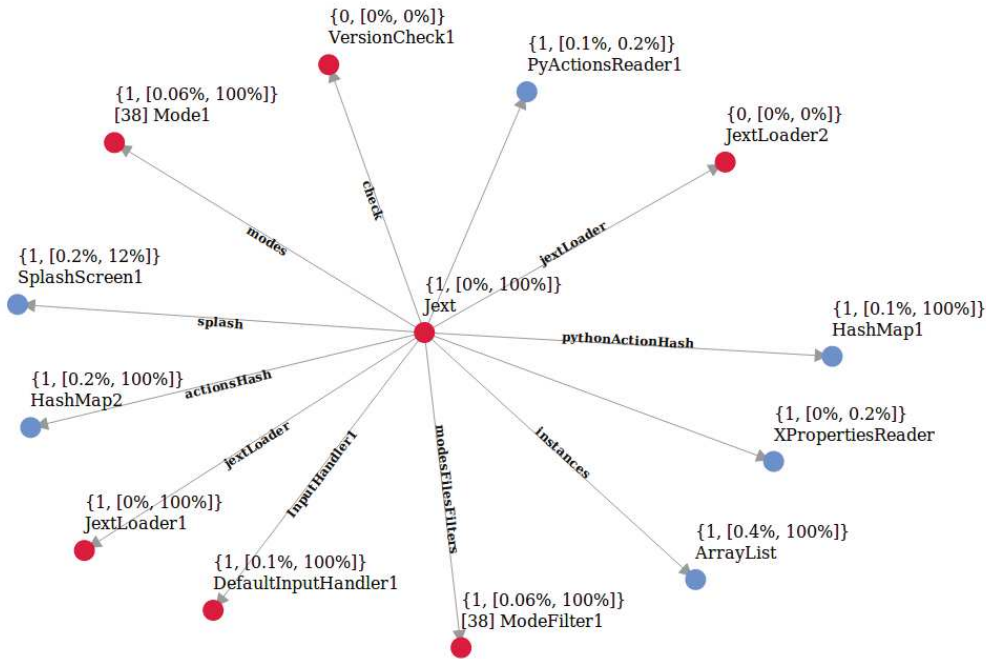 {0, [0%, 0%]}
VersionCheck1
{1, [0.1%, 0.2%]}
PyActionsReader1
{1, [0.06%, 100%]}
[38] Mode1
{0, [0%, 0%]}
JextLoader2
check
modes
jextLoader
{1, [0.2%, 12%]}
SplashScreen1
{1, [0%, 100%]}
Jext
splash
pythonActionHash
{1, [0.1%, 100%]}
HashMap1
{1, [0.2%, 100%]}
HashMap2
actionsHash
{1, [0%, 0.2%]}
XPropertiesReader
jextLoader
InputHandler1
modesFilesFilters
instances
{1, [0%, 100%]}
JextLoader1
{1, [0.4%, 100%]}
ArrayList
{1, [0.1%, 100%]}
DefaultInputHandler1
{1, [0.06%, 100%]}
[38] ModeFilter1